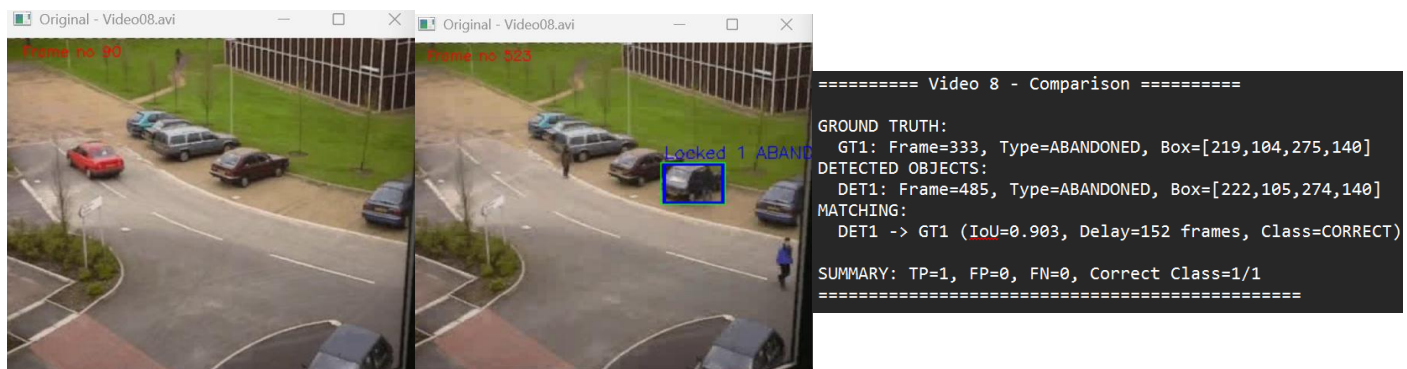 Original - Video08.avi
Frame no 90
Original - Video08.avi
Frame no 523
Locked 1 ABAND
========== Video 8 - Comparison ==========
GROUND TRUTH:
GT1: Frame=333, Type=ABANDONED, Box=[219,104,275,140]
DETECTED OBJECTS:
DET1: Frame=485, Type=ABANDONED, Box=[222,105,274,140]
MATCHING:
DET1 -> GT1 (IoU=0.903, Delay=152 frames, Class=CORRECT)
SUMMARY: TP=1, FP=0, FN=0, Correct Class=1/1
================================================